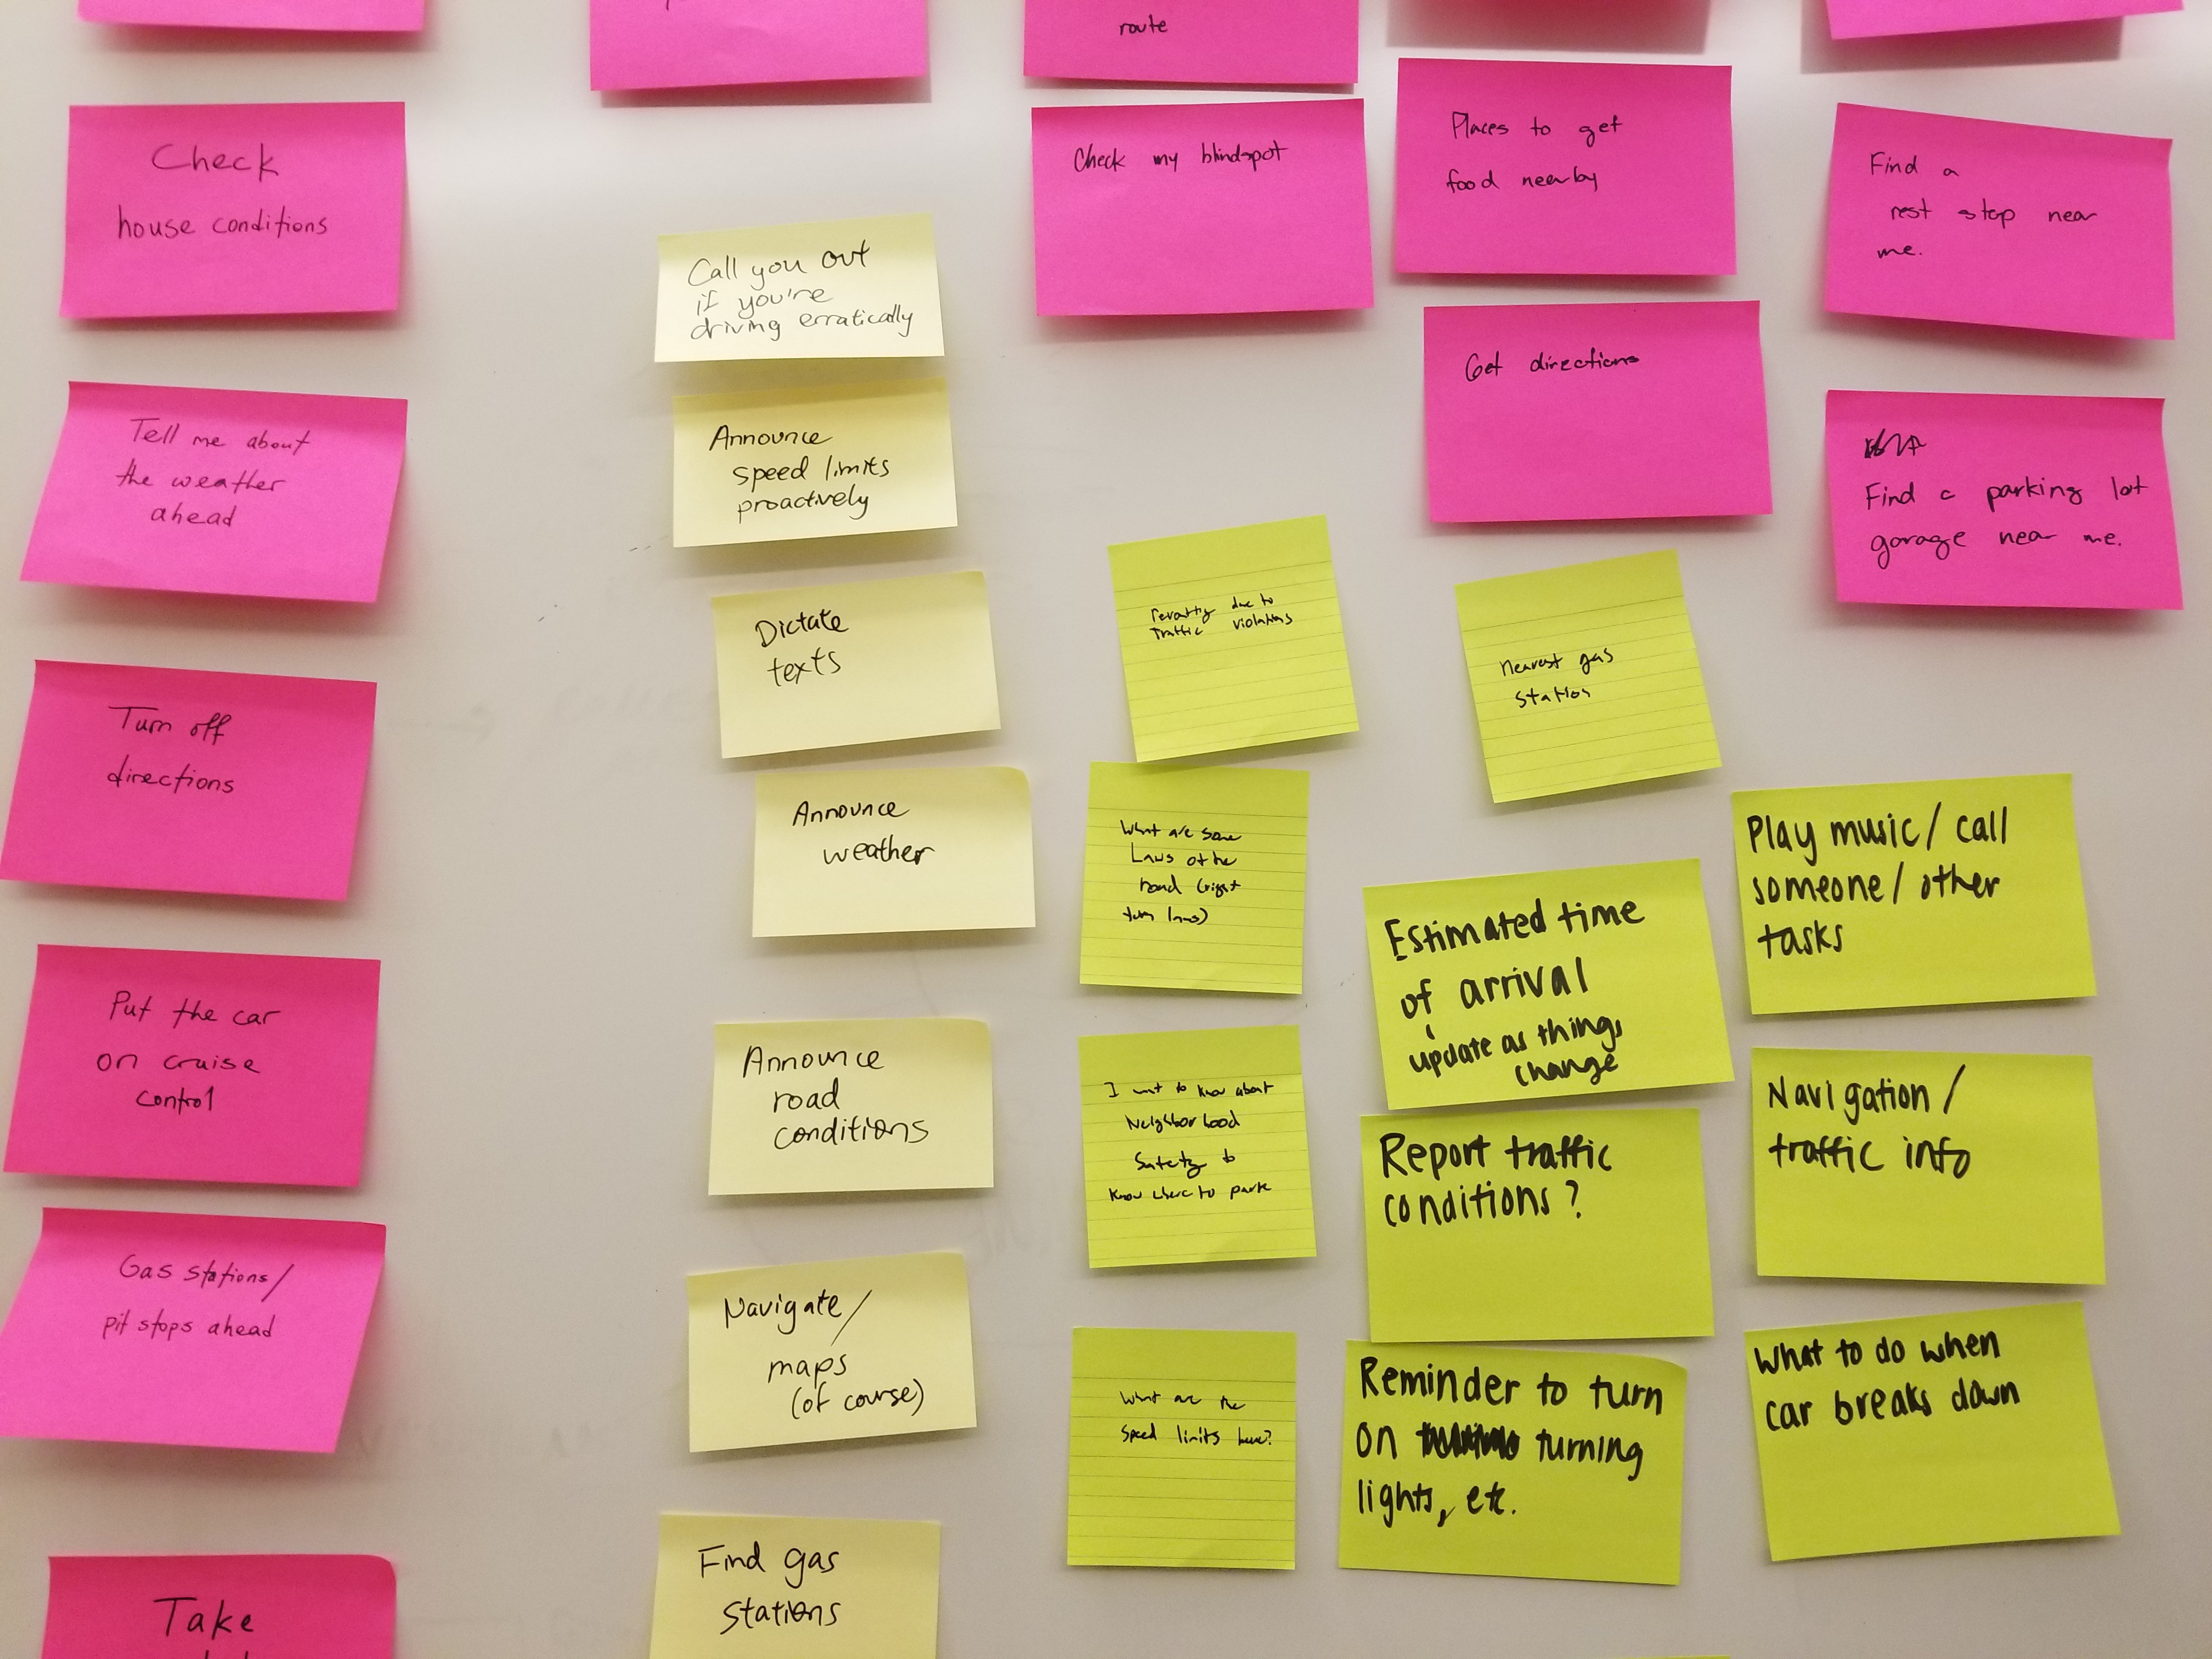 route
Check
house conditions
Tell me about
the weather
ahead
Turn off
directions
Put the car
on cruise
control
Gas stations/
pit stops ahead
Take
Call you out
if you're
driving erratically
Announce
speed limits
proactively
Dictate
texts
Announce
weather
Announce
road
conditions
Navigate/
maps
(of course)
Find gas
stations
Check my blindspot
due to
traffic violations
What are some
Laws of the
road (right
turn laws)
I want to know about
Neighborhood
Safety to
know where to park
What are the
speed limits here?
Places to get
food nearby
Get directions
nearest gas
station
Estimated time
of arrival
update as things
change
Report traffic
conditions?
Reminder to turn
on turning
lights, etc.
Find a
rest stop near
me.
Find a parking lot
garage near me.
Play music/ call
someone/ other
tasks
Navigation/
traffic info
What to do when
car breaks down